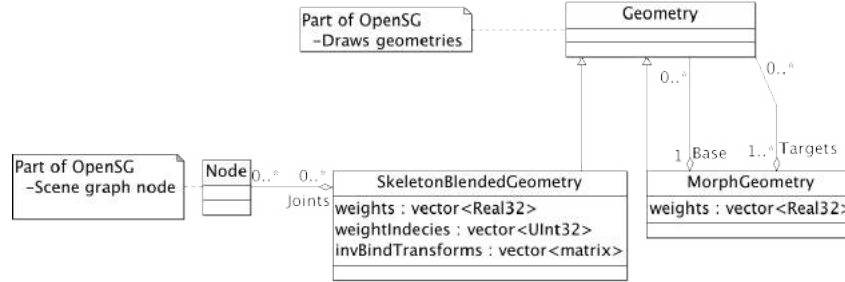 Part of OpenSG
-Draws geometries
Geometry
0..*
0..*
1
Base
1..*
Targets
Part of OpenSG
-Scene graph node
Node
0..*
0..*
Joints
SkeletonBlendedGeometry
weights : vector<Real32>
weightIndecies : vector<UInt32>
invBindTransforms : vector<matrix>
MorphGeometry
weights : vector<Real32>